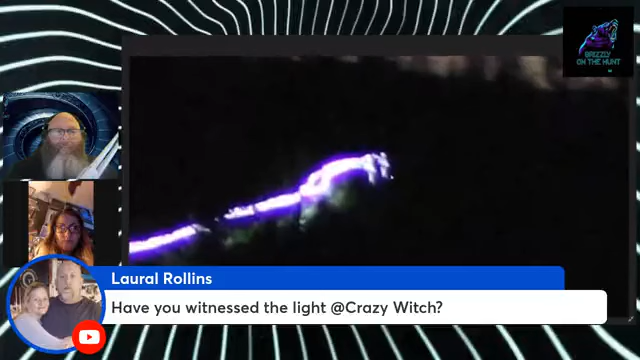 GRIZZLY
ON THE HUNT
Laural Rollins
Have you witnessed the light @Crazy Witch?